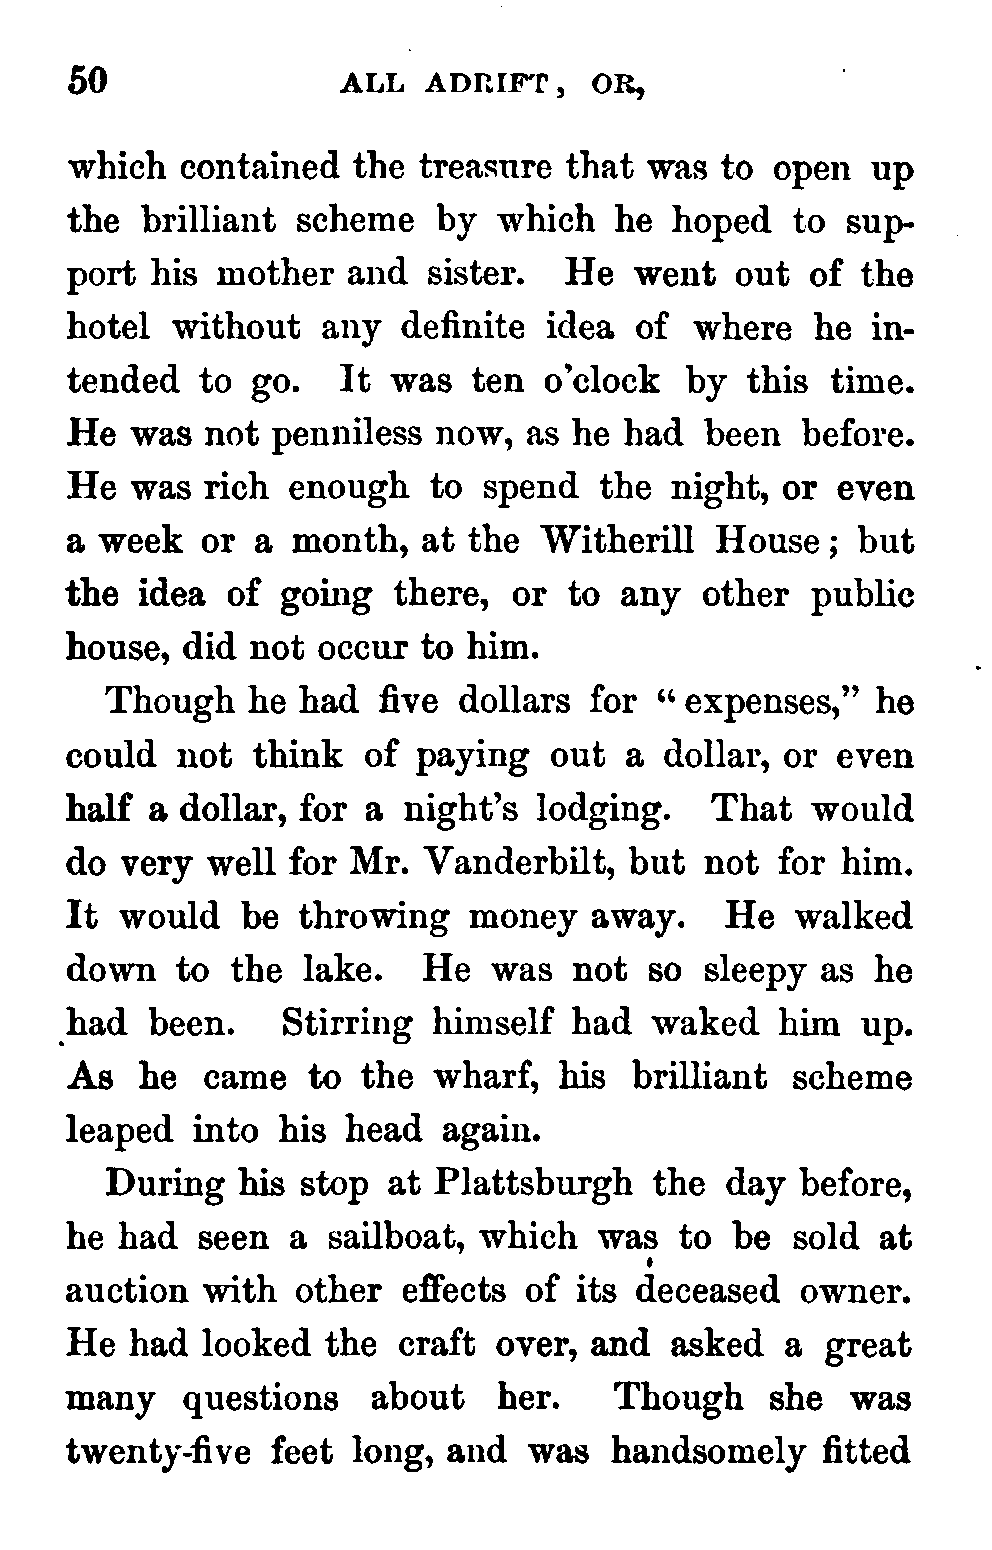 50 ALL ADRIFT, OR,
which contained the treasure that was to open up
the brilliant scheme by which he hoped to sup-
port his mother and sister. He went out of the
hotel without any definite idea of where he in-
tended to go. It was ten o'clock by this time.
He was not penniless now, as he had been before.
He was rich enough to spend the night, or even
a week or a month, at the Witherill House; but
the idea of going there, or to any other public
house, did not occur to him.
Though he had five dollars for “expenses,” he
could not think of paying out a dollar, or even
half a dollar, for a night's lodging. That would
do very well for Mr. Vanderbilt, but not for him.
It would be throwing money away. He walked
down to the lake. He was not so sleepy as he
had been. Stirring himself had waked him up.
As he came to the wharf, his brilliant scheme
leaped into his head again.
During his stop at Plattsburgh the day before,
he had seen a sailboat, which was to be sold at
auction with other effects of its deceased owner.
He had looked the craft over, and asked a great
many questions about her. Though she was
twenty-five feet long, and was handsomely fitted